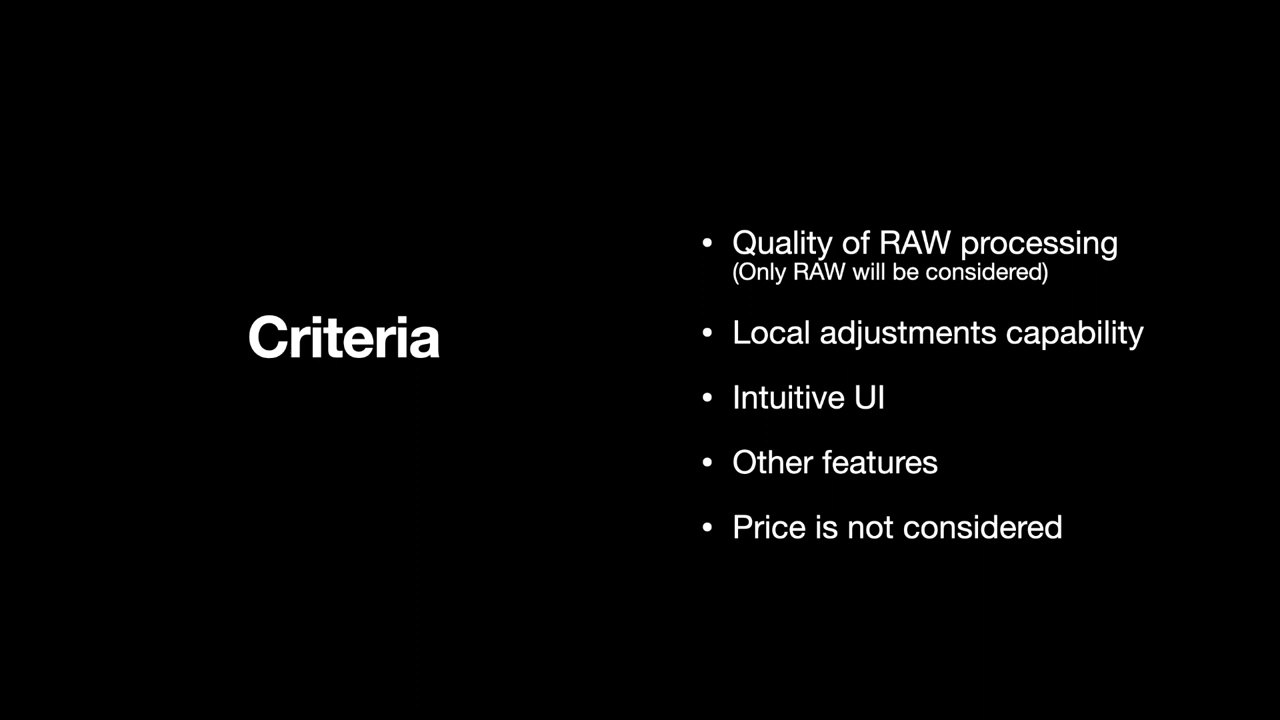 Criteria
• Quality of RAW processing
(Only RAW will be considered)
• Local adjustments capability
• Intuitive UI
• Other features
• Price is not considered